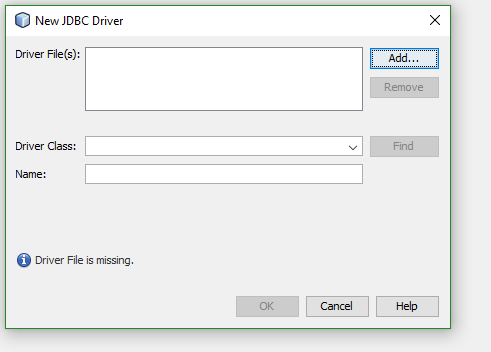 New JDBC Driver
Driver File(s):
Add...
Remove
Driver Class:
Find
Name:
Driver File is missing.
OK
Cancel
Help